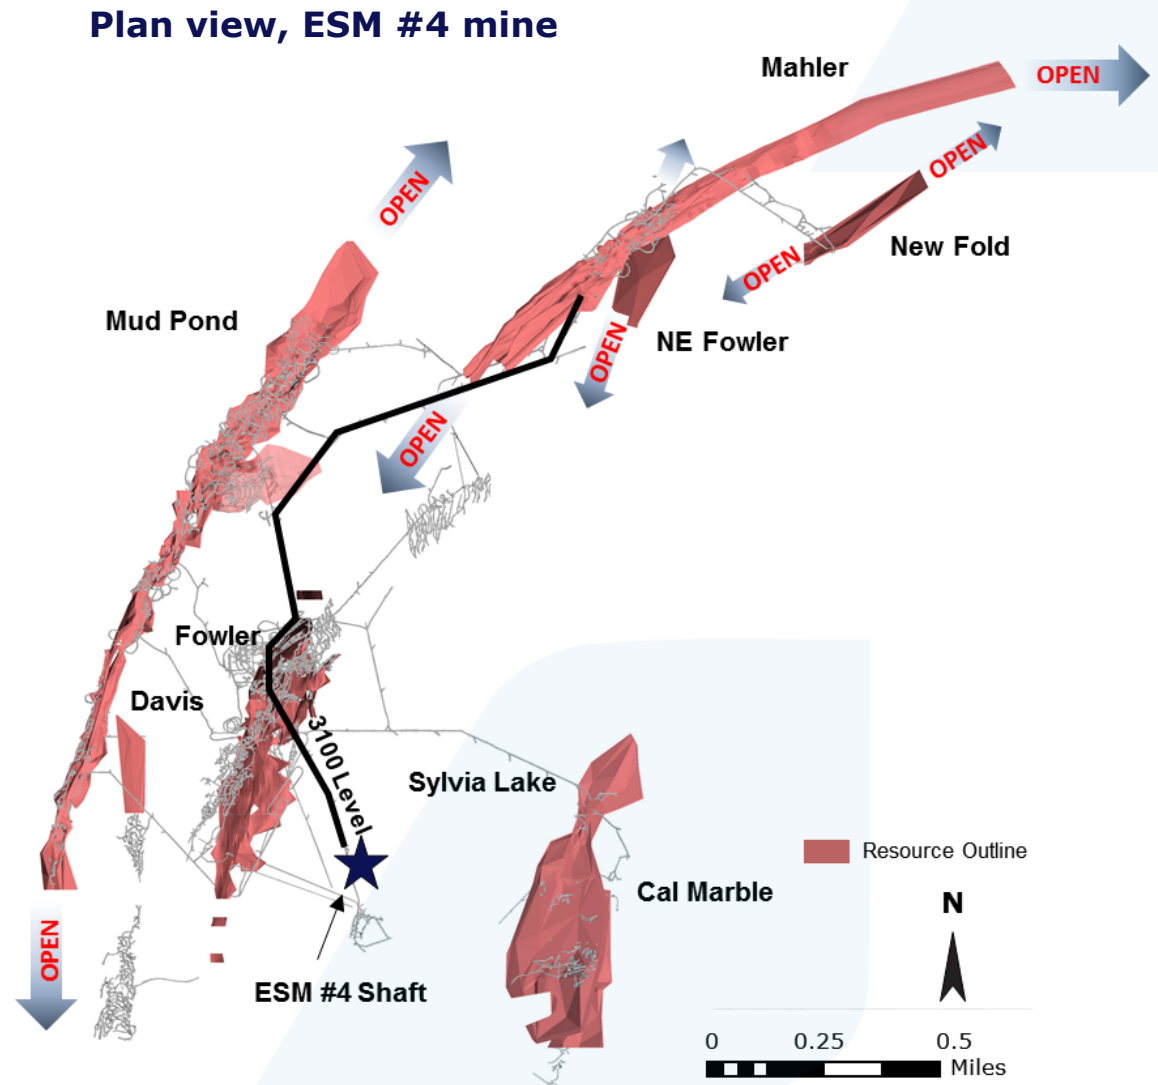 Plan view, ESM #4 mine
Mahler
OPEN
OPEN
OPEN
New Fold
OPEN
Mud Pond
NE Fowler
OPEN
OPEN
Fowler
Davis
3100 Level
Sylvia Lake
Resource Outline
Cal Marble
N
OPEN
ESM #4 Shaft
0 0.25 0.5
Miles